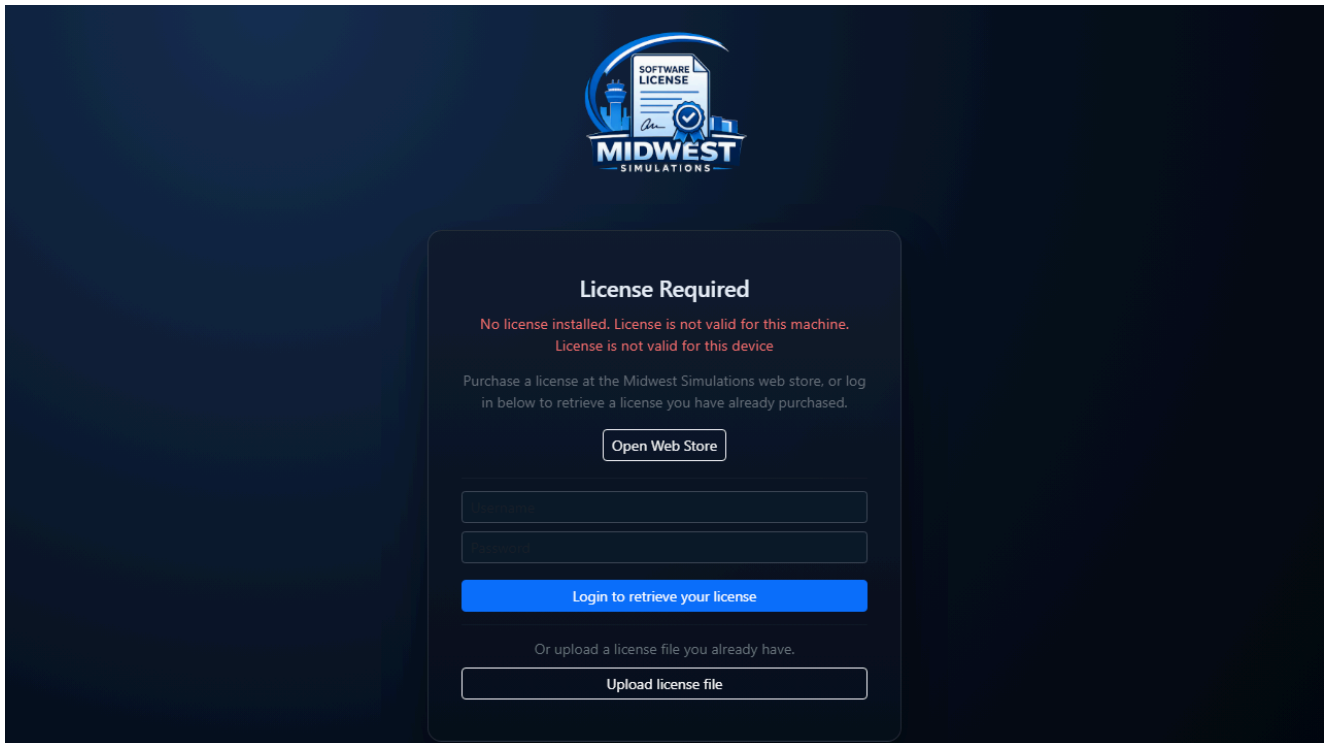 SOFTWARE
LICENSE
MIDWEST
SIMULATIONS
License Required
No license installed. License is not valid for this machine.
License is not valid for this device
Purchase a license at the Midwest Simulations web store, or log
in below to retrieve a license you have already purchased.
Open Web Store
Username
Password
Login to retrieve your license
Or upload a license file you already have.
Upload license file